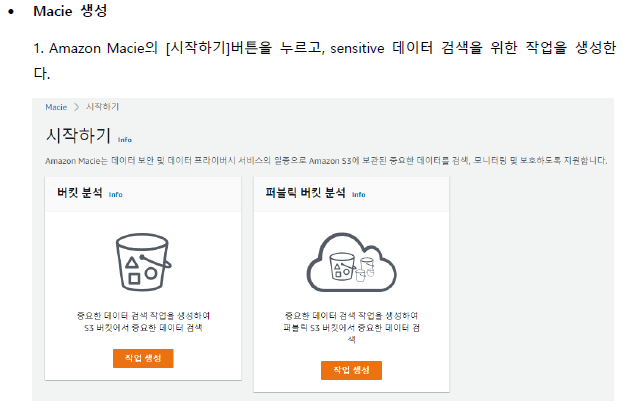 • Macie 생성
1. Amazon Macie의 [시작하기]버튼을 누르고, sensitive 데이터 검색을 위한 작업을 생성한
다.
Macie > 시작하기
시작하기 Info
Amazon Macie는 데이터 보안 및 데이터 프라이버시 서비스의 일종으로 Amazon S3에 보관된 중요한 데이터를 검색, 모니터링 및 보호하도록 지원합니다.
버킷 분석 Info
중요한 데이터 검색 작업을 생성하여
S3 버킷에서 중요한 데이터 검색
작업 생성
퍼블릭 버킷 분석 Info
중요한 데이터 검색 작업을 생성하여
퍼블릭 S3 버킷에서 중요한 데이터 검
색
작업 생성